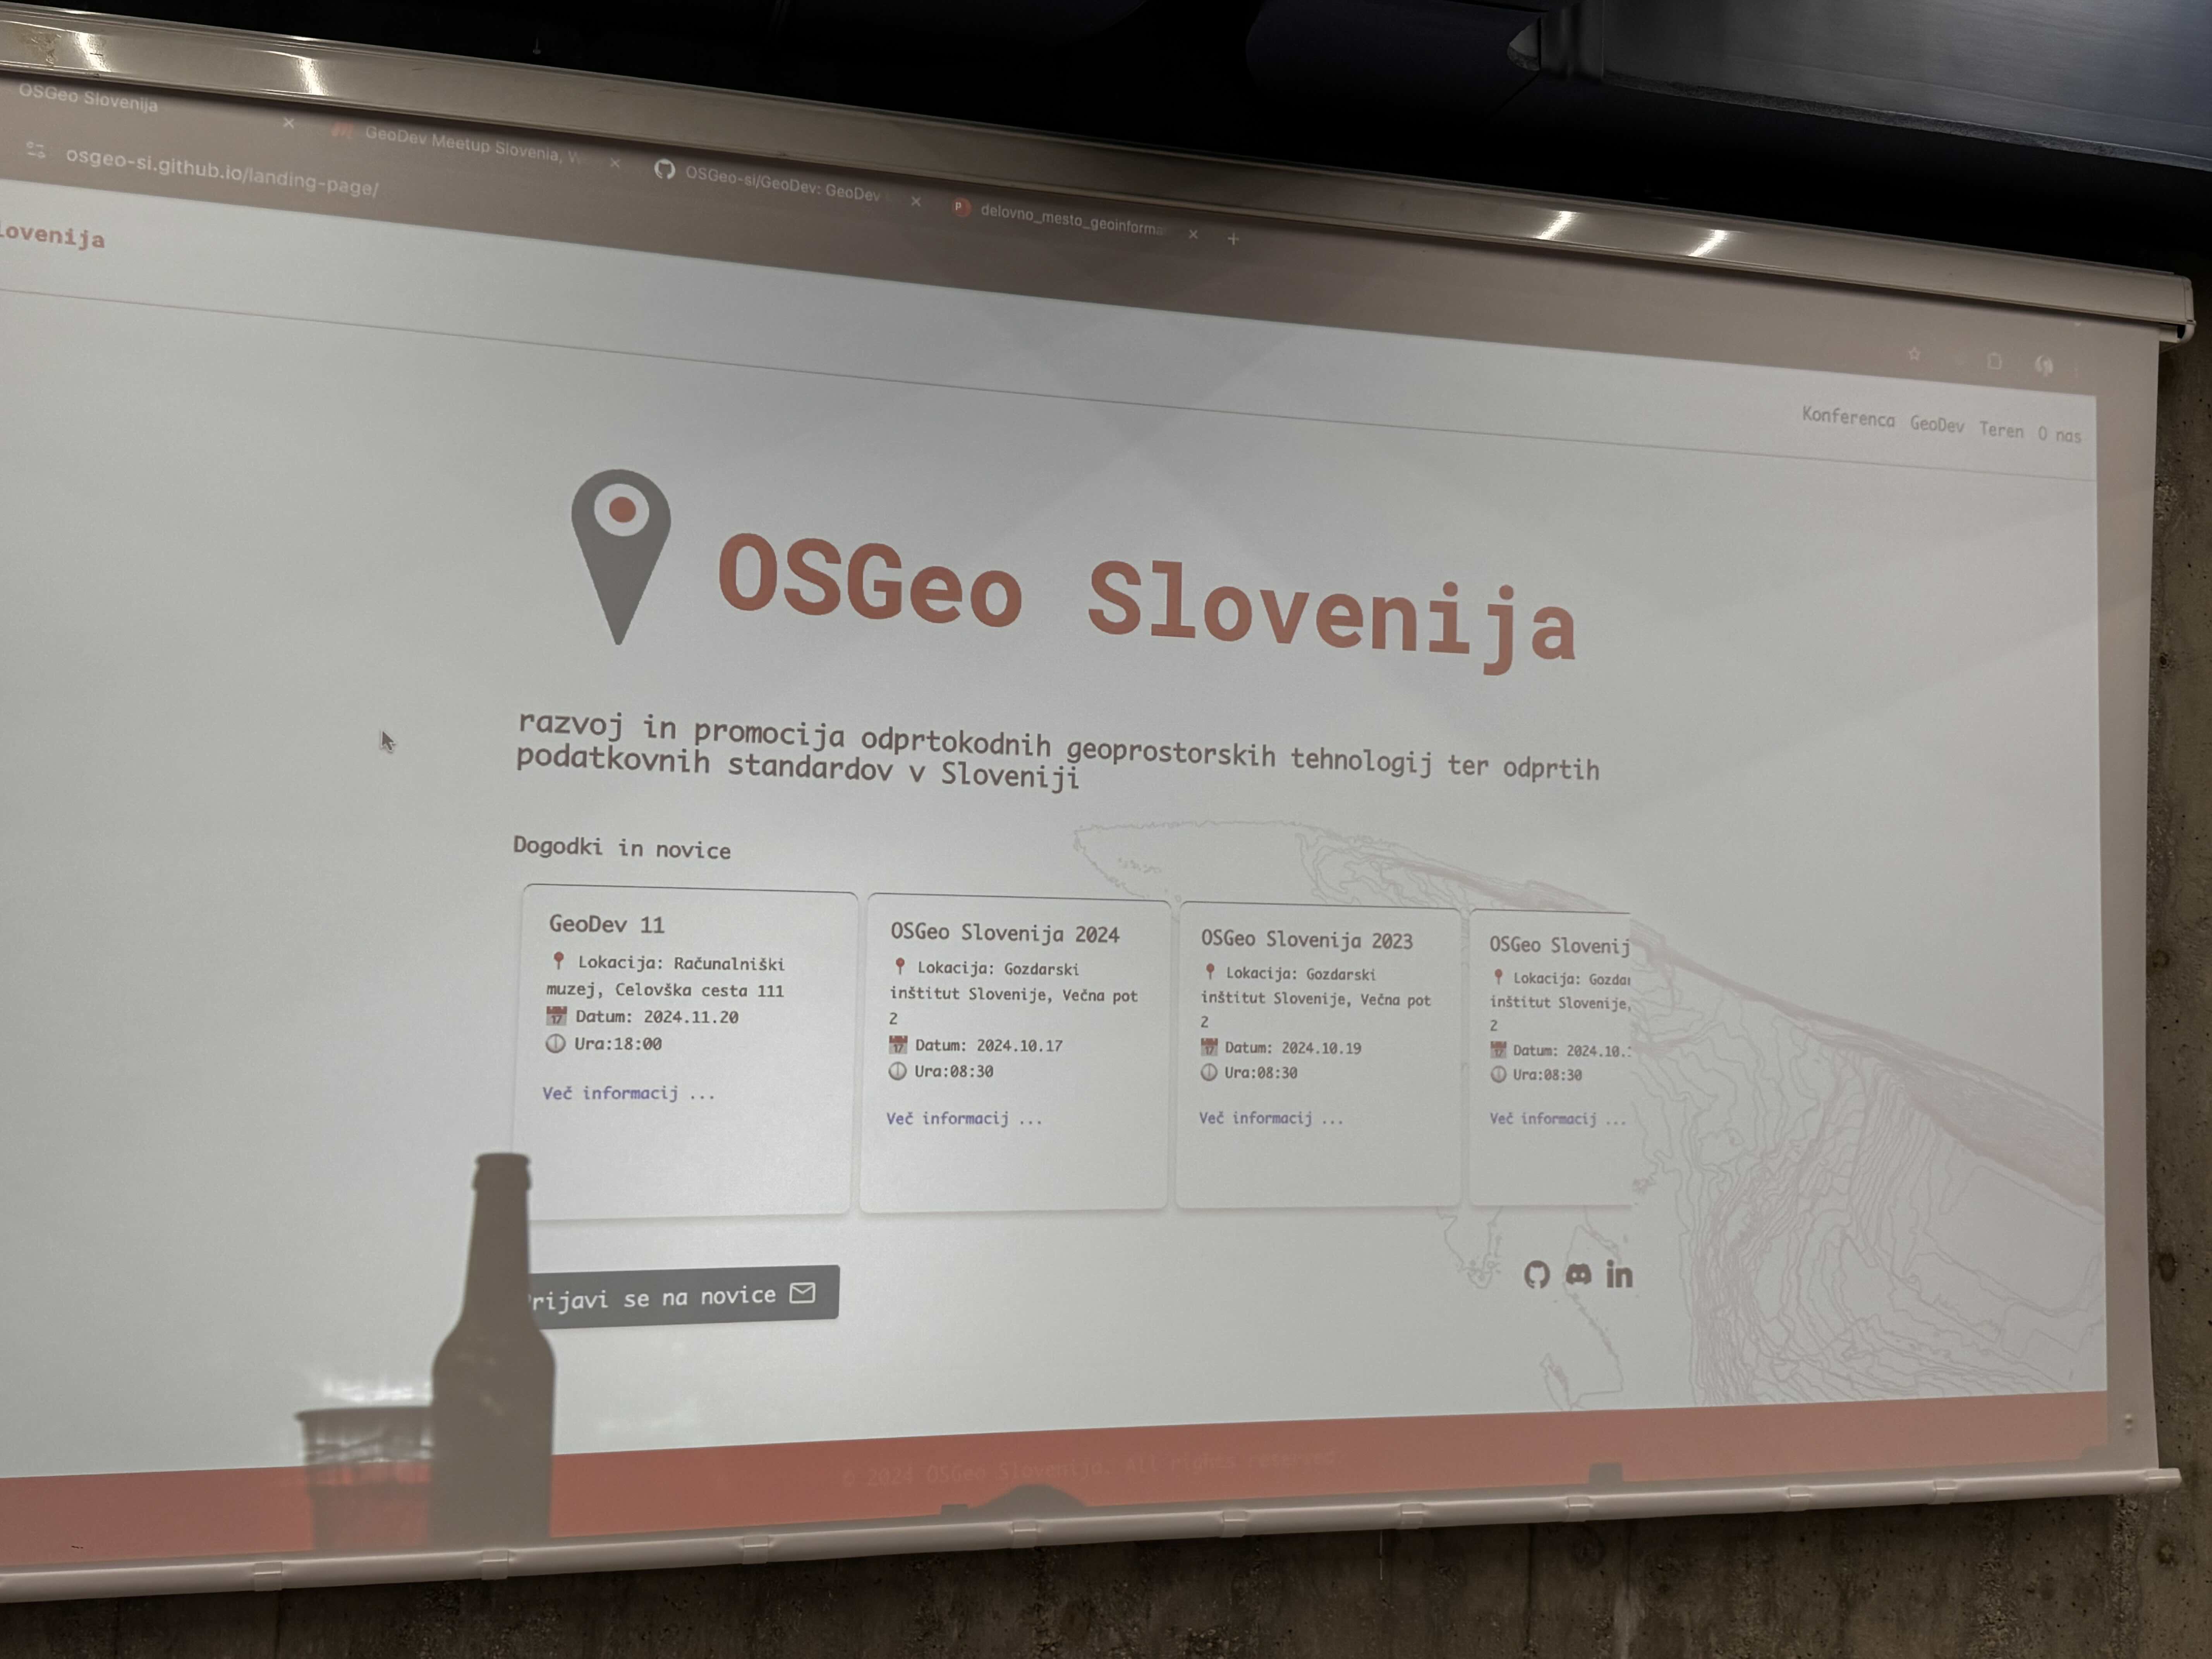 OSGeo Slovenija
GeoDev Meetup Slovenia,
OSGeo-si/GeoDev: GeoDev
delovno_mesto_geoinforma
osgeo-si.github.io/landing-page/
lovenija
Konferenca GeoDev Teren O nas
OSGeo Slovenija
razvoj in promocija odprtokodnih geoprostorskih tehnologij ter odprtih
podatkovnih standardov v Sloveniji
Dogodki in novice
GeoDev 11
Lokacija: Računalniški
muzej, Celovška cesta 111
17 Datum: 2024.11.20
Ura:18:00
Več informacij ...
OSGeo Slovenija 2024
Lokacija: Gozdarski
inštitut Slovenije, Večna pot
2
17 Datum: 2024.10.17
Ura:08:30
Več informacij ...
OSGeo Slovenija 2023
Lokacija: Gozdarski
inštitut Slovenije, Večna pot
2
17 Datum: 2024.10.19
Ura:08:30
Več informacij ...
OSGeo Slovenij
Lokacija: Gozda
inštitut Slovenije,
2
17 Datum: 2024.10.
Ura:08:30
Več informacij ...
rijavi se na novice
in
© 2024 OSGeo Slovenija. All rights reserved.